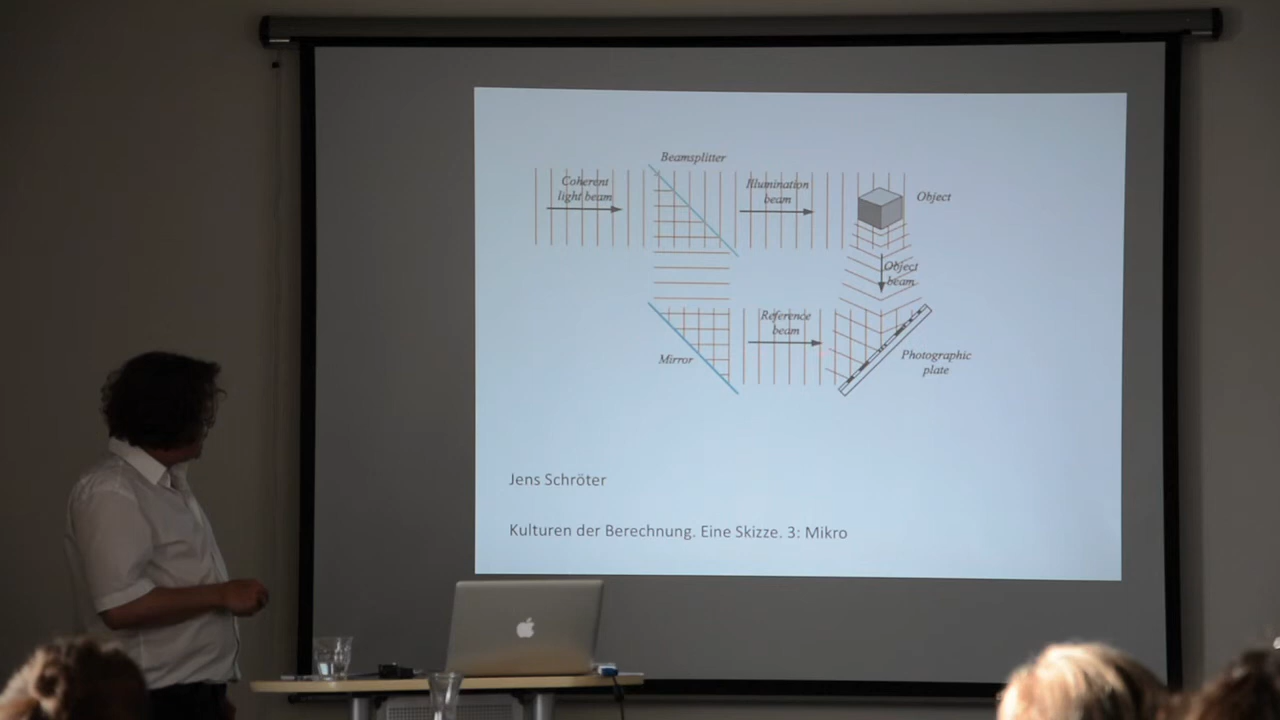 Beamsplitter
Coherent
light beam
Illumination
beam
Object
Object
beam
Reference
beam
Mirror
Photographic
plate
Jens Schröter
Kulturen der Berechnung. Eine Skizze. 3: Mikro